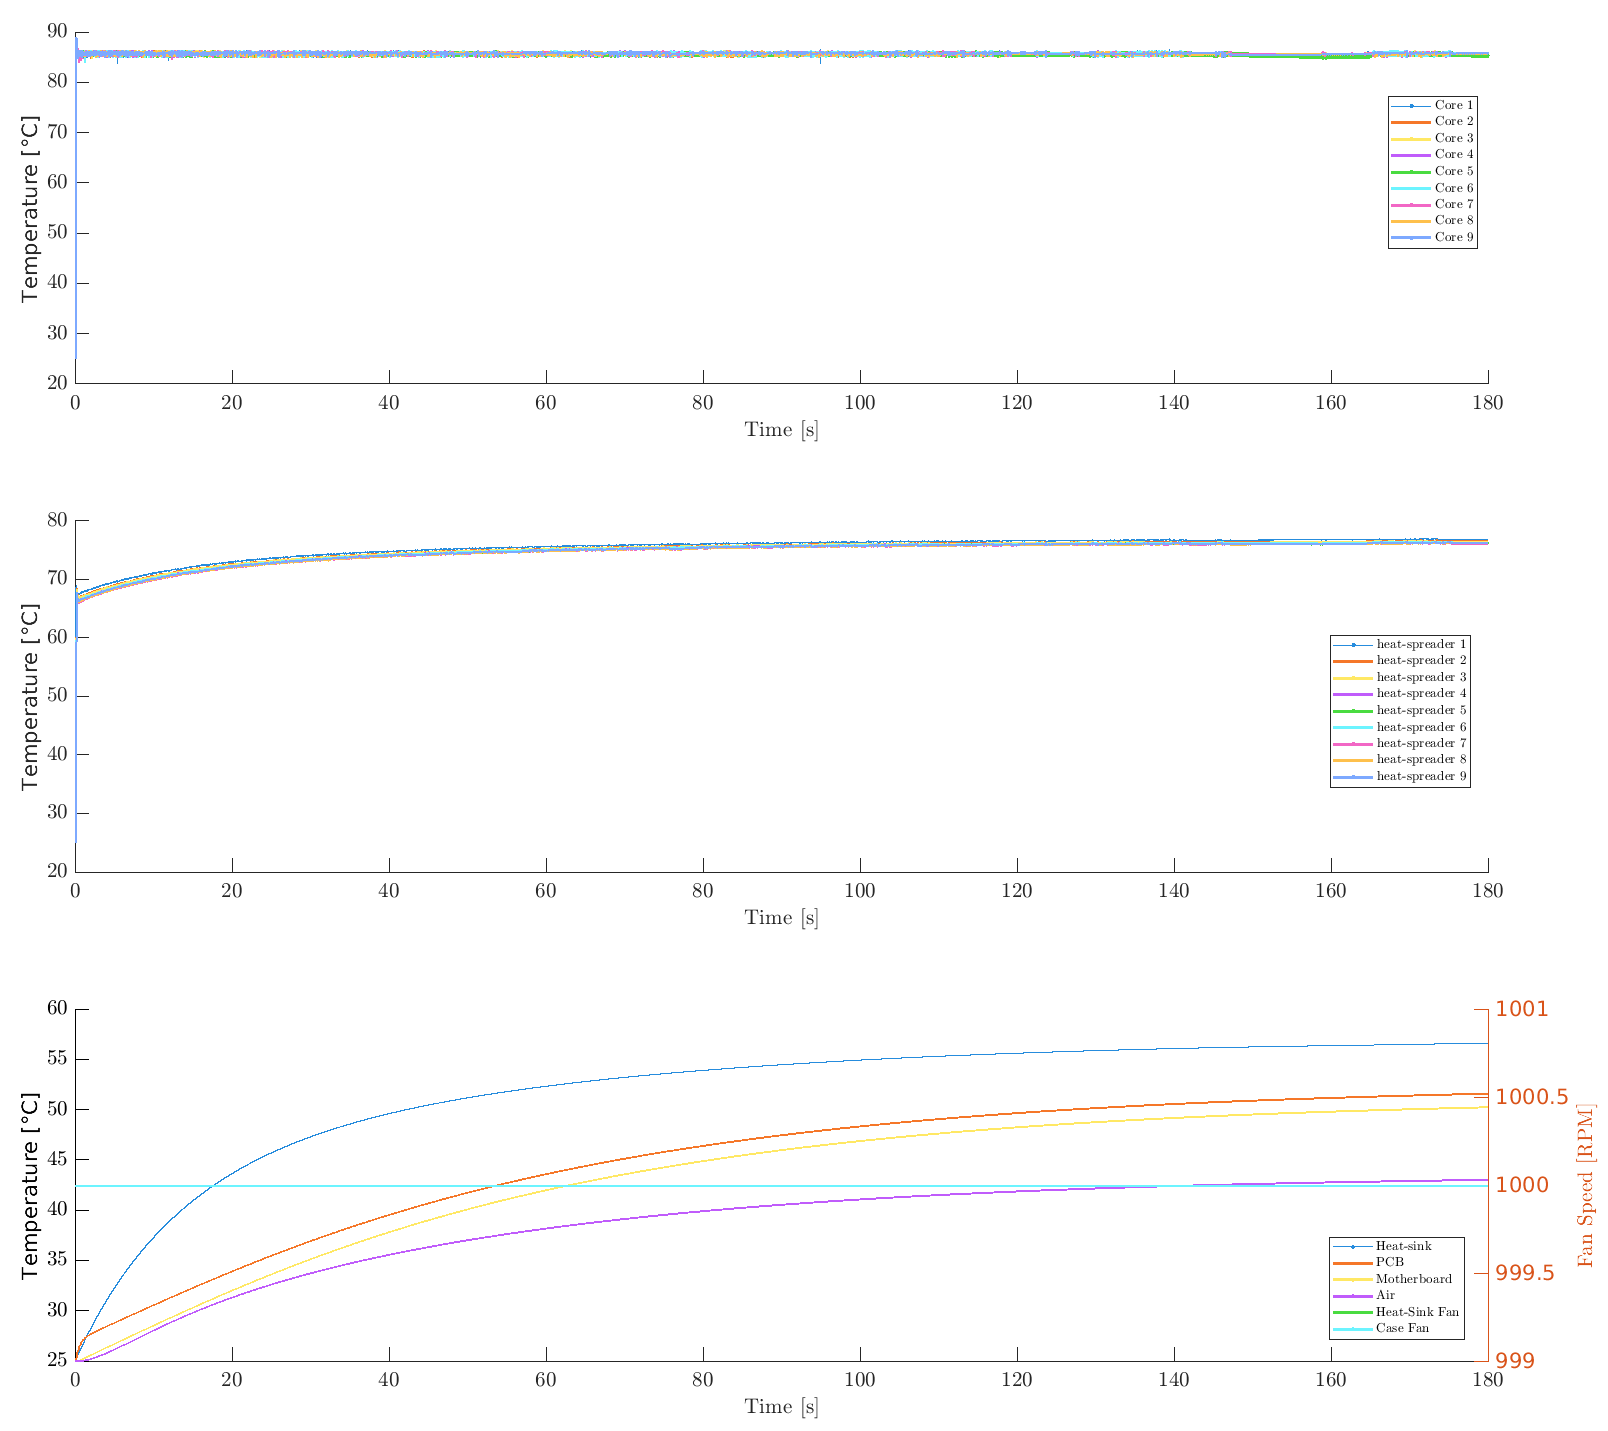 90
80
70
60
50
40
30
20
Temperature [°C]
0 20 40 60 80 100 120 140 160 180
Time [s]
Core 1
Core 2
Core 3
Core 4
Core 5
Core 6
Core 7
Core 8
Core 9
80
70
60
50
40
30
20
Temperature [°C]
0 20 40 60 80 100 120 140 160 180
Time [s]
heat-spreader 1
heat-spreader 2
heat-spreader 3
heat-spreader 4
heat-spreader 5
heat-spreader 6
heat-spreader 7
heat-spreader 8
heat-spreader 9
60
55
50
45
40
35
30
25
Temperature [°C]
0 20 40 60 80 100 120 140 160 180
Time [s]
1001
1000.5
1000
999.5
999
Fan Speed [RPM]
Heat-sink
PCB
Motherboard
Air
Heat-Sink Fan
Case Fan